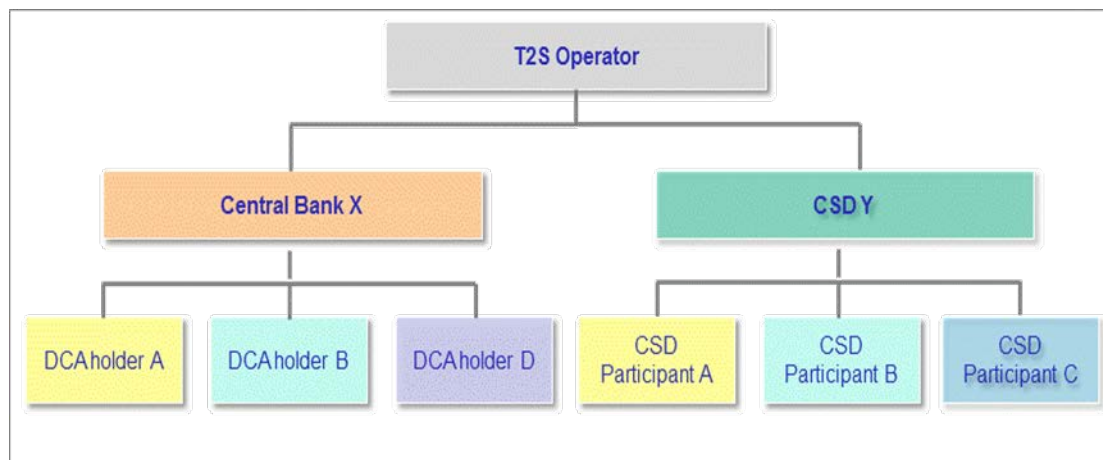 T2S Operator
Central Bank X
CSD Y
DCA holder A
DCA holder B
DCA holder D
CSD
Participant A
CSD
Participant B
CSD
Participant C